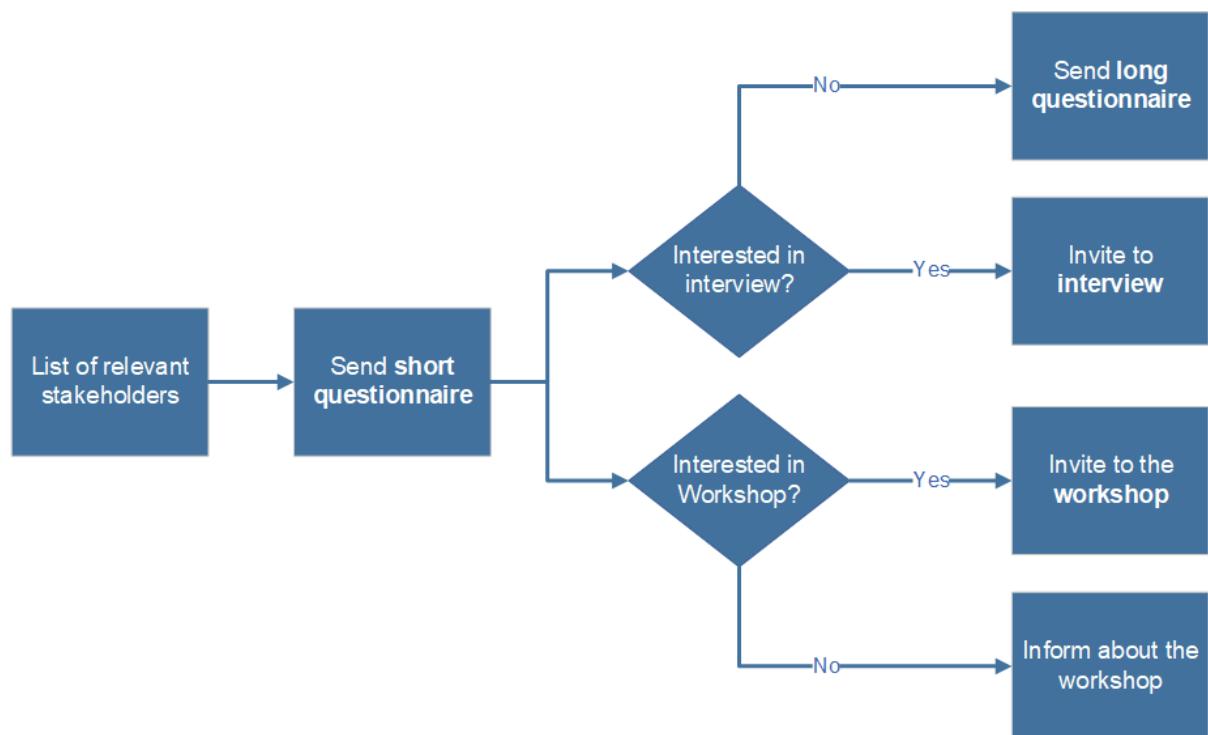 List of relevant
stakeholders
Send short
questionnaire
Interested in
interview?
No
Send long
questionnaire
Yes
Invite to
interview
Interested in
Workshop?
Yes
Invite to the
workshop
No
Inform about the
workshop